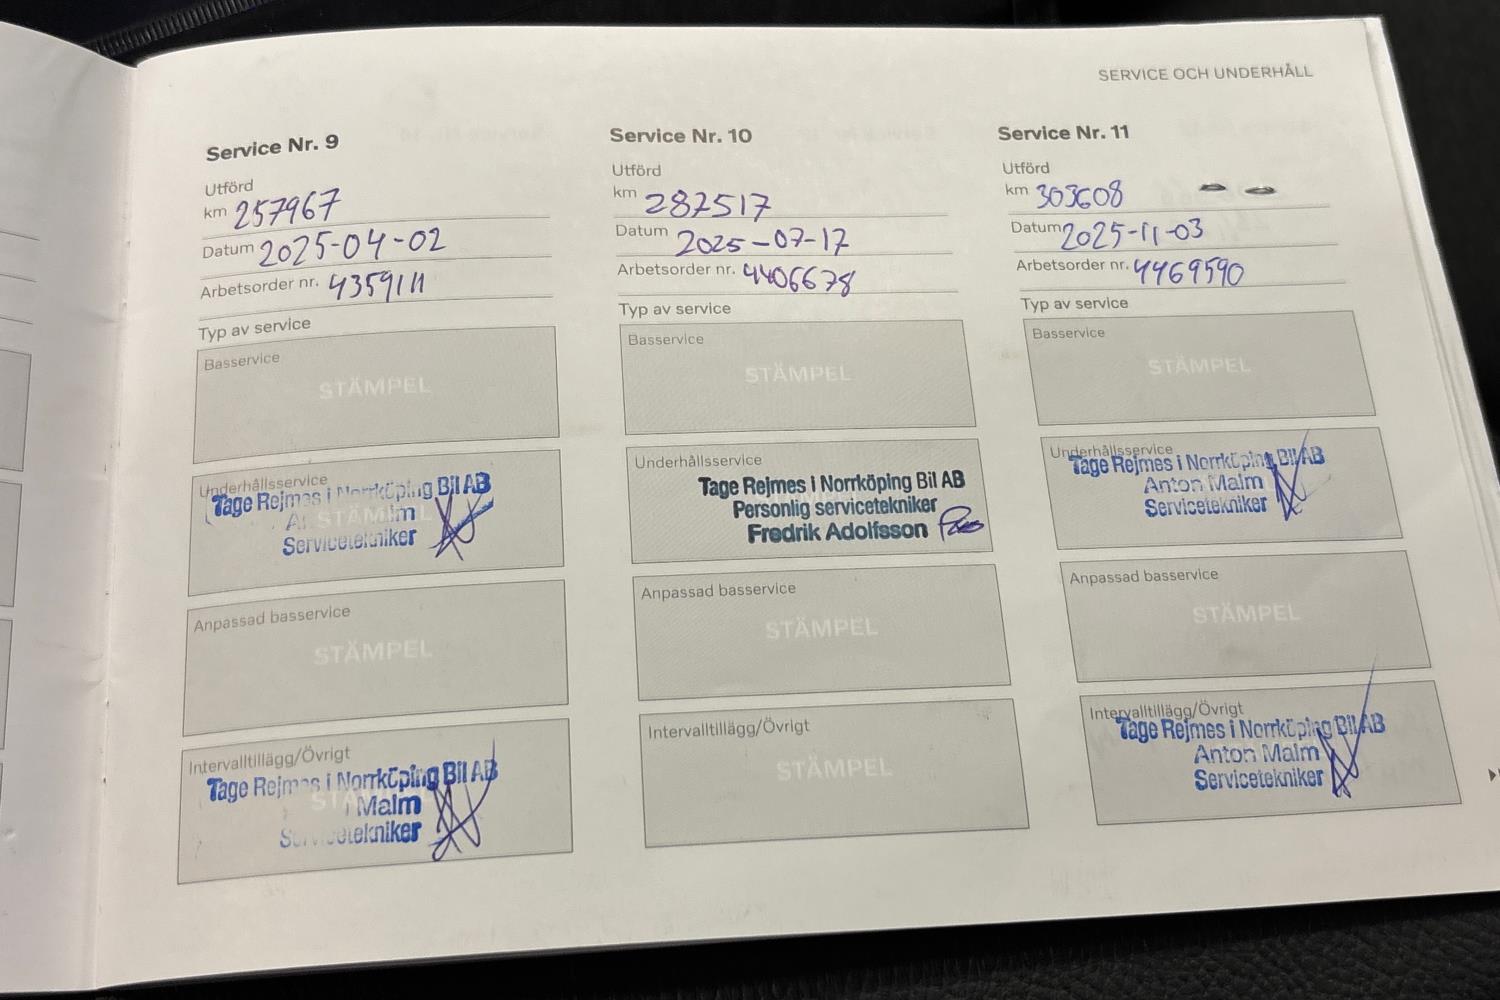 SERVICE OCH UNDERHÅLL
Service Nr. 9
Utförd
km 257967
Datum 2025-04-02
Arbetsorder nr. 4359111
Typ av service
Basservice
STÄMPEL
Underhållsservice
Tage Rejmes i Norrköping Bil AB
STÄMPEL
Servicetekniker
Anpassad basservice
STÄMPEL
Intervalltillägg/Övrigt
Tage Rejmes i Norrköping Bil AB
Malm
Servicetekniker
Service Nr. 10
Utförd
km 287517
Datum 2025-07-17
Arbetsorder nr. 4406678
Typ av service
Basservice
STÄMPEL
Underhållsservice
Tage Rejmes i Norrköping Bil AB
Personlig servicetekniker
Fredrik Adolfsson
Anpassad basservice
STÄMPEL
Intervalltillägg/Övrigt
STÄMPEL
Service Nr. 11
Utförd
km 303608
Datum 2025-11-03
Arbetsorder nr. 4469590
Typ av service
Basservice
STÄMPEL
Underhållsservice
Tage Rejmes i Norrköping Bil AB
Anton Malm
Servicetekniker
Anpassad basservice
STÄMPEL
Intervalltillägg/Övrigt
Tage Rejmes i Norrköping Bil AB
Anton Malm
Servicetekniker